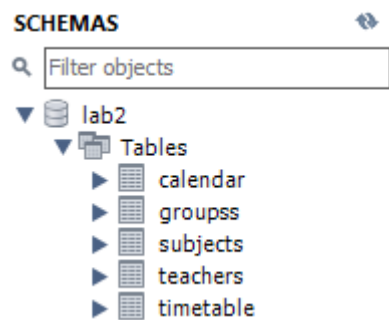 SCHEMAS
Filter objects
lab2
Tables
calendar
groupss
subjects
teachers
timetable